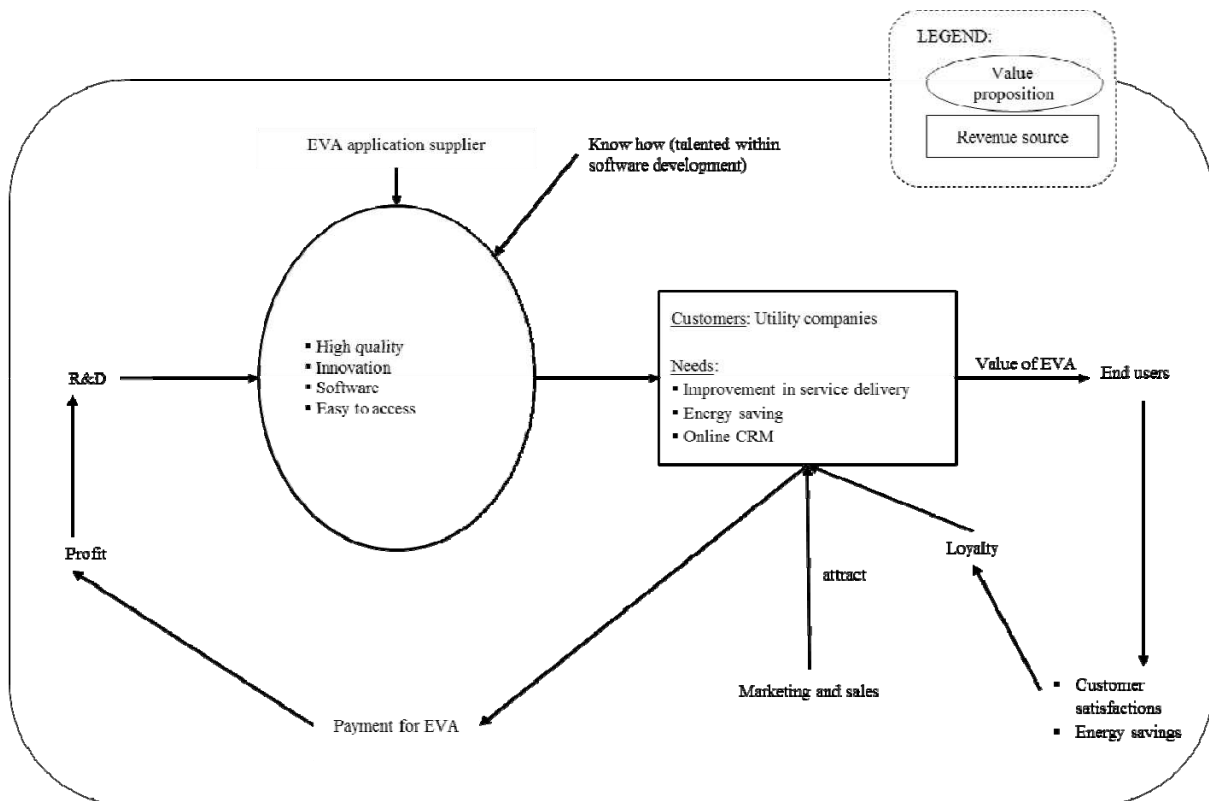 LEGEND:
Value
proposition
Revenue source
EVA application supplier
Know how (talented within
software development)
▪ High quality
▪ Innovation
▪ Software
▪ Easy to access
Customers: Utility companies
Needs:
▪ Improvement in service delivery
▪ Energy saving
▪ Online CRM
R&D
Value of EVA
End users
Profit
attract
Loyalty
Payment for EVA
Marketing and sales
▪ Customer
satisfactions
▪ Energy savings